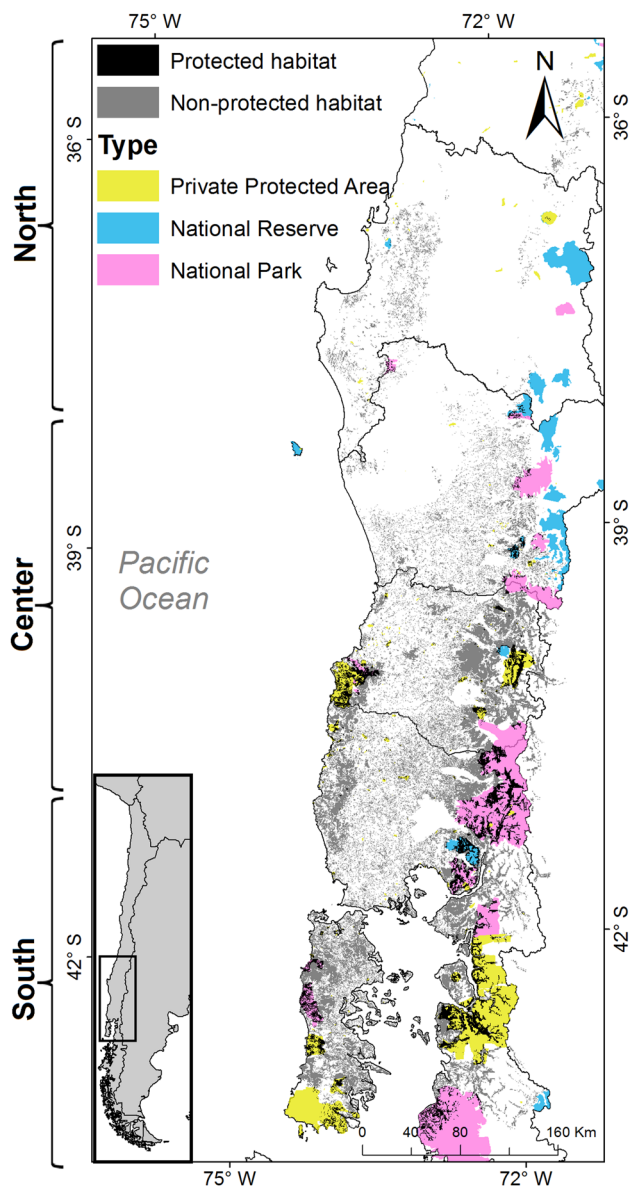 75° W
72° W
Protected habitat
Non-protected habitat
Type
Private Protected Area
National Reserve
National Park
N
36° S
36° S
North
39° S
39° S
Center
Pacific
Ocean
42° S
42° S
South
0
40
80
160 Km
75° W
72° W